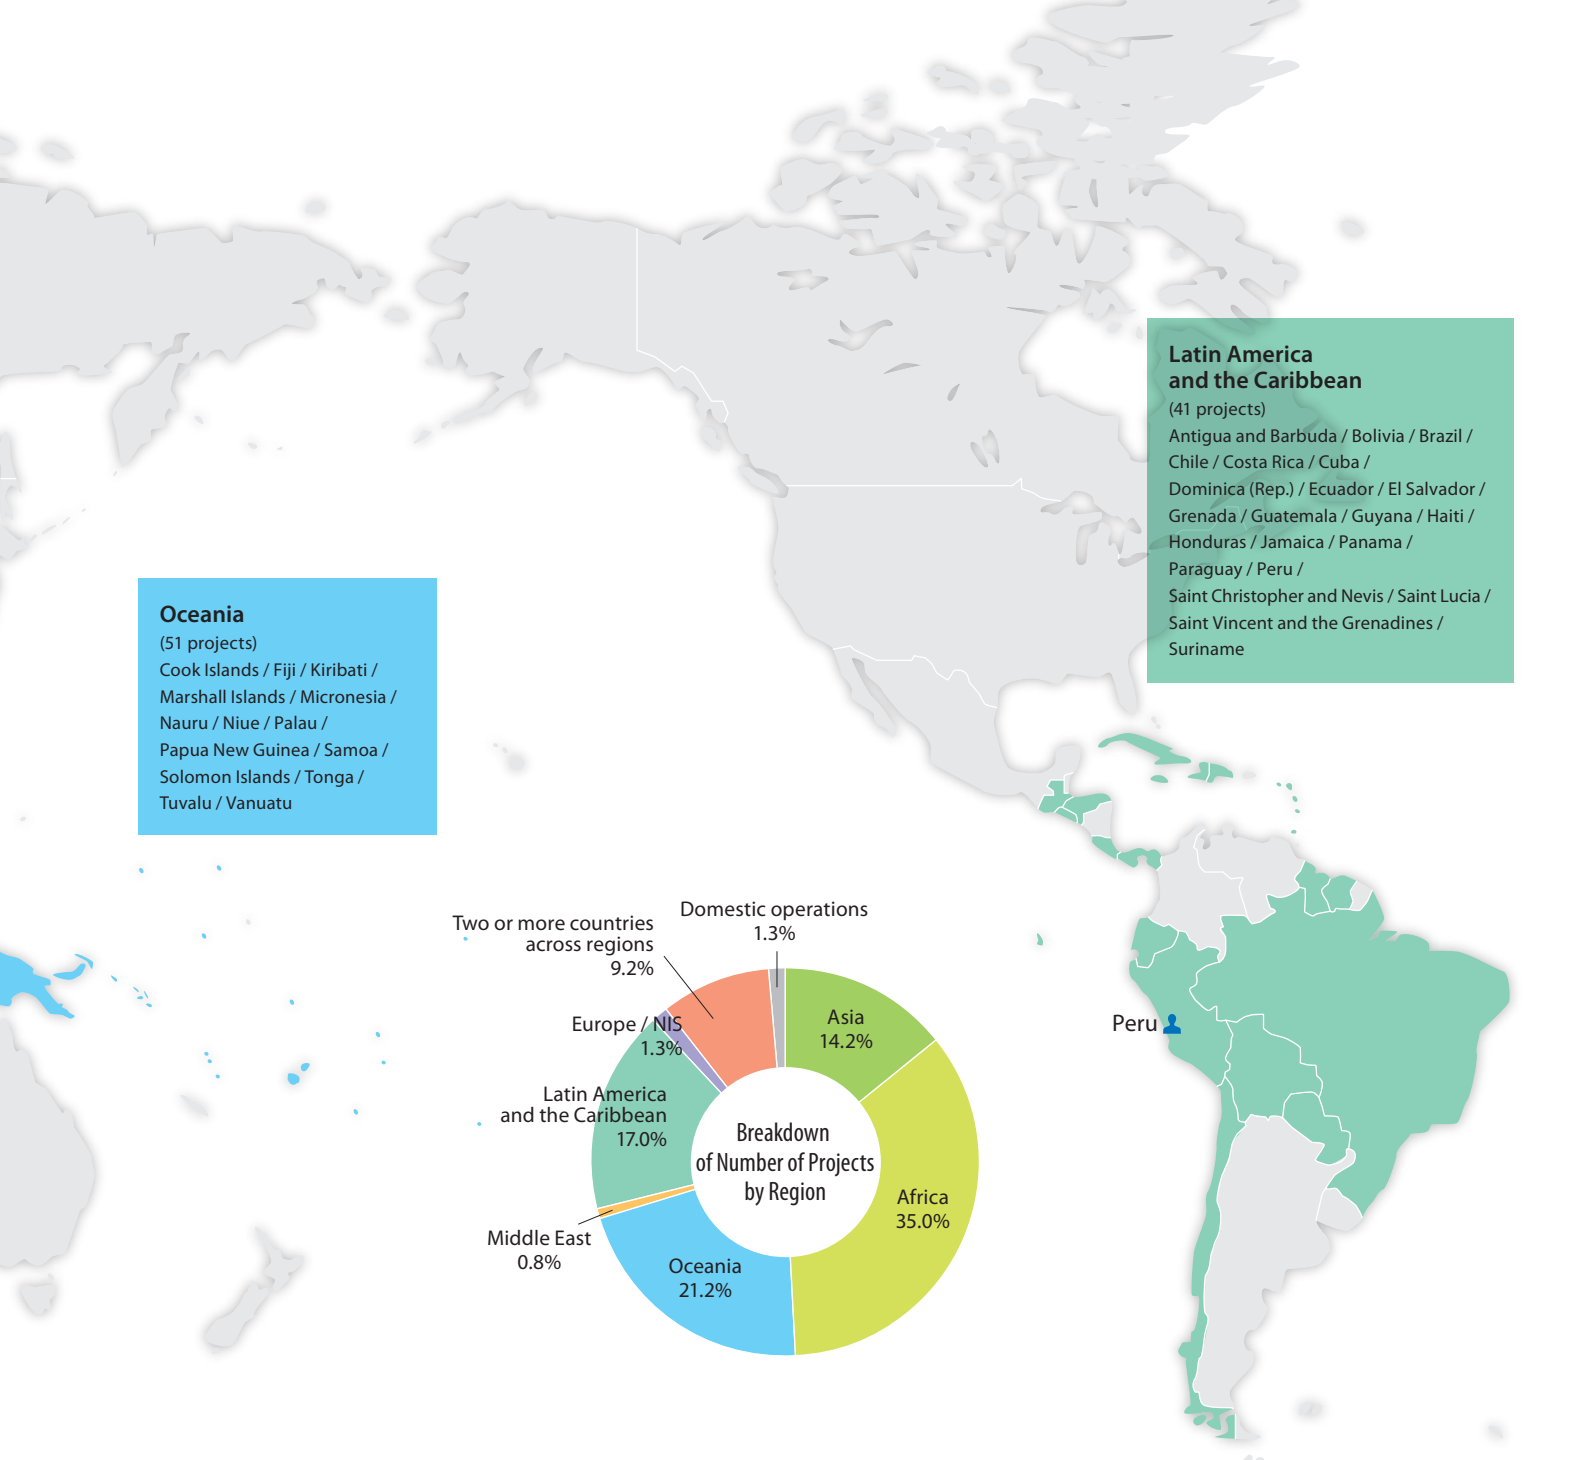 Latin America
and the Caribbean
(41 projects)
Antigua and Barbuda / Bolivia / Brazil /
Chile / Costa Rica / Cuba /
Dominica (Rep.) / Ecuador / El Salvador /
Grenada / Guatemala / Guyana / Haiti /
Honduras / Jamaica / Panama /
Paraguay / Peru /
Saint Christopher and Nevis / Saint Lucia /
Saint Vincent and the Grenadines /
Suriname
Oceania
(51 projects)
Cook Islands / Fiji / Kiribati /
Marshall Islands / Micronesia /
Nauru / Niue / Palau /
Papua New Guinea / Samoa /
Solomon Islands / Tonga /
Tuvalu / Vanuatu
Domestic operations
1.3%
Two or more countries
across regions
9.2%
Europe / NIS
1.3%
Latin America
and the Caribbean
17.0%
Middle East
0.8%
Oceania
21.2%
Asia
14.2%
Africa
35.0%
Breakdown
of Number of Projects
by Region
Peru